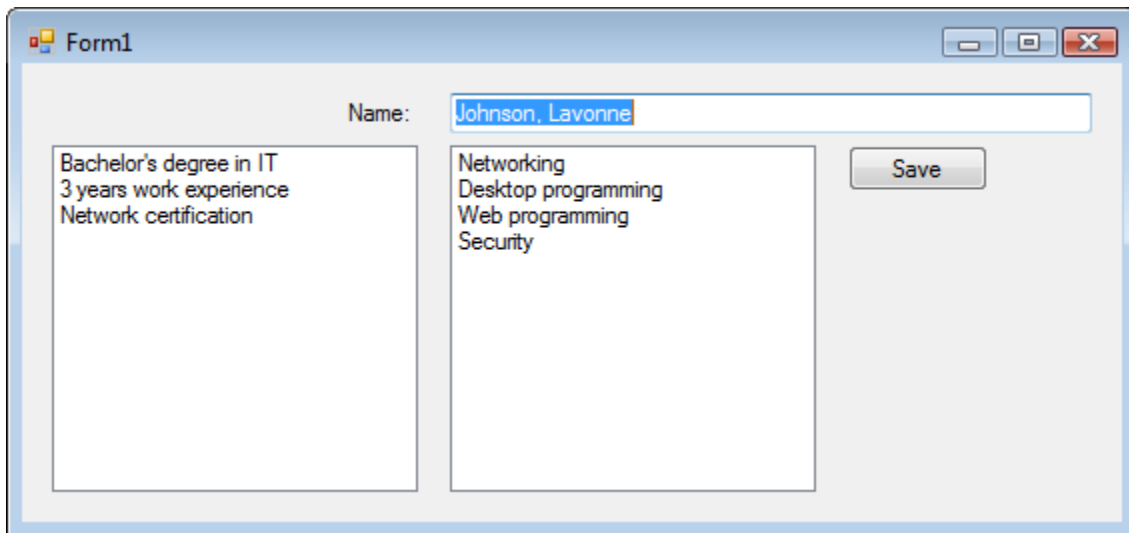 Form1
Name:
Johnson, Lavonne
Bachelor's degree in IT
3 years work experience
Network certification
Networking
Desktop programming
Web programming
Security
Save